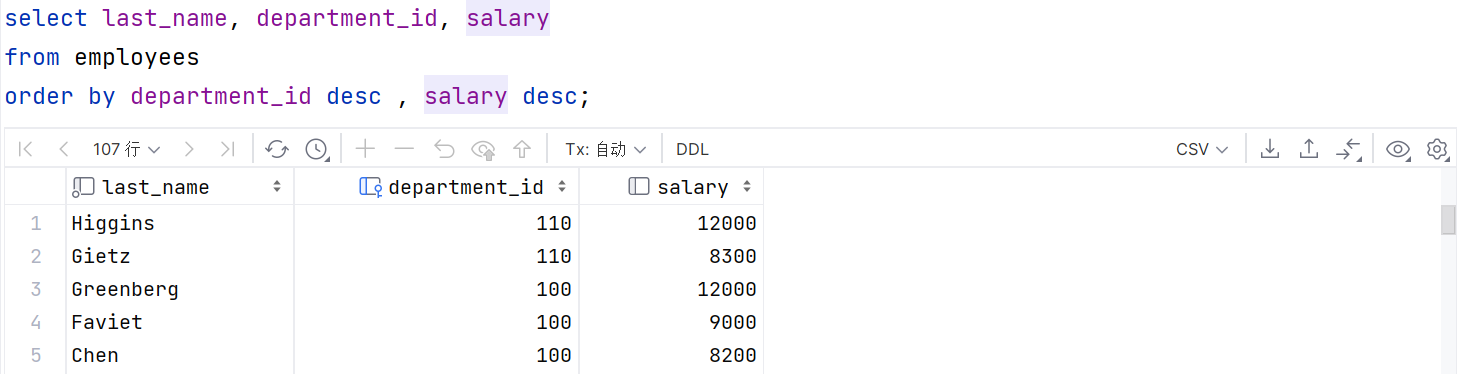 select last_name, department_id, salary
from employees
order by department_id desc , salary desc;
107 行 Tx: 自动 DDL CSV
last_name department_id salary
1 Higgins 110 12000
2 Gietz 110 8300
3 Greenberg 100 12000
4 Faviet 100 9000
5 Chen 100 8200